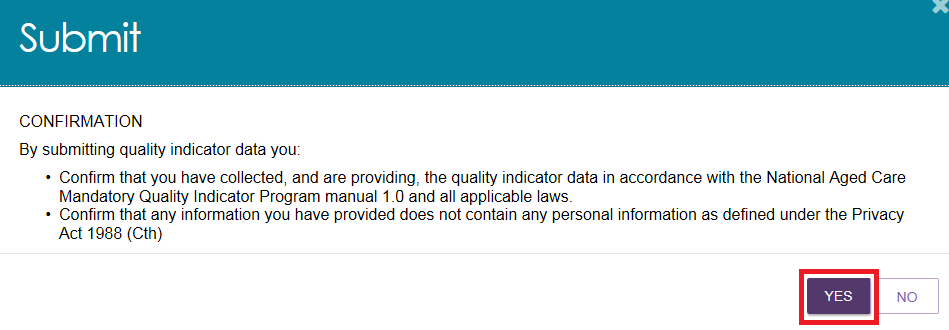 Submit
CONFIRMATION
By submitting quality indicator data you:
• Confirm that you have collected, and are providing, the quality indicator data in accordance with the National Aged Care
Mandatory Quality Indicator Program manual 1.0 and all applicable laws.
• Confirm that any information you have provided does not contain any personal information as defined under the Privacy
Act 1988 (Cth)
YES NO